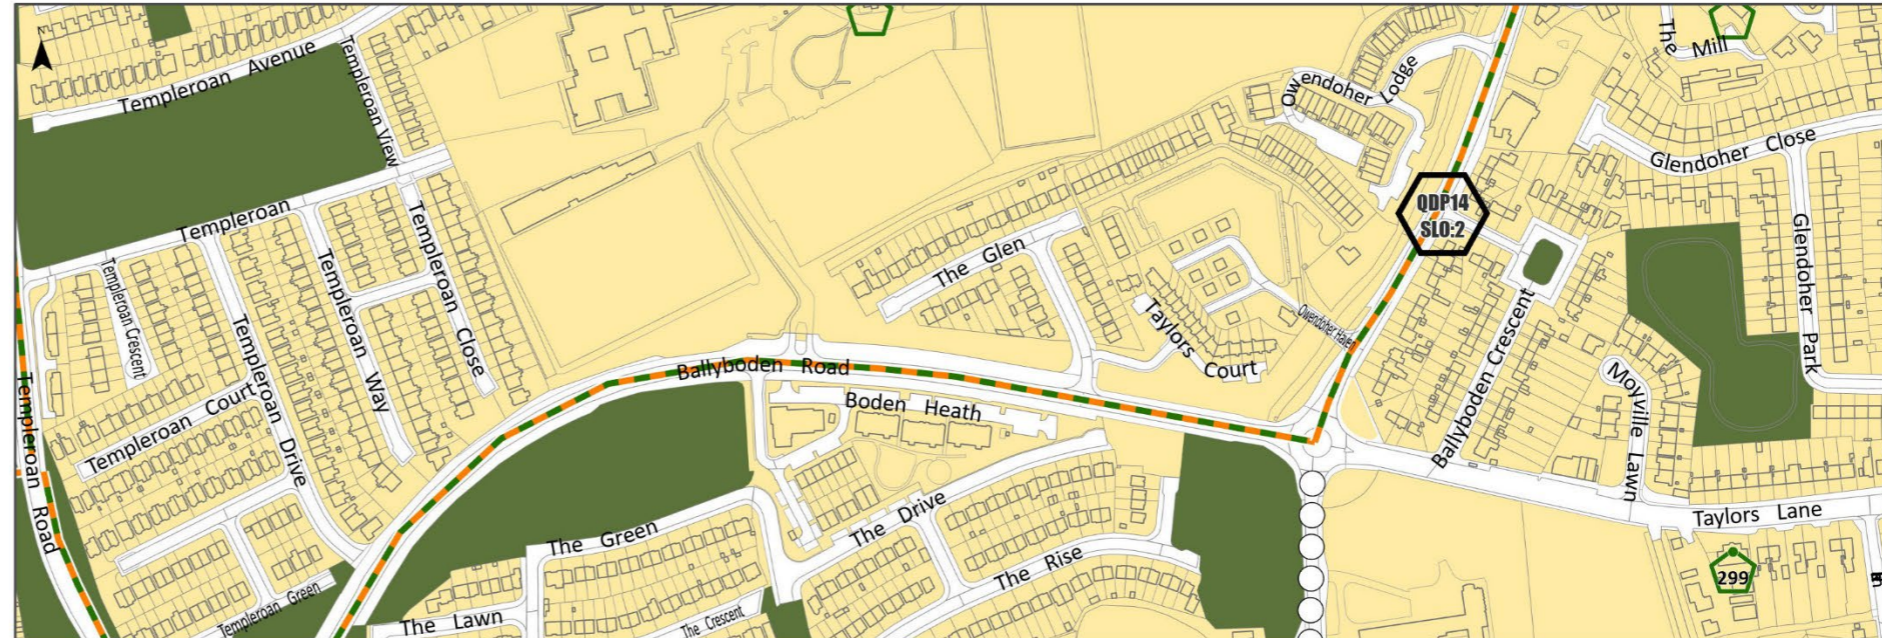 Templeroan Avenue
Templeroan View
The Mill
Owendoher Lodge
Glendoher Close
QDP14
SLO:2
Templeroan
Templeroan Close
The Glen
Glendoher Park
Templeroan Crescent
Templeroan Way
Templeroan Drive
Owendoher Haven
Taylors Court
Ballyboden Crescent
Ballyboden Road
Moyville Lawn
Templeroan Road
Templeroan Court
Boden Heath
The Drive
The Green
Taylors Lane
The Rise
299
Templeroan Green
The Lawn
The Crescent